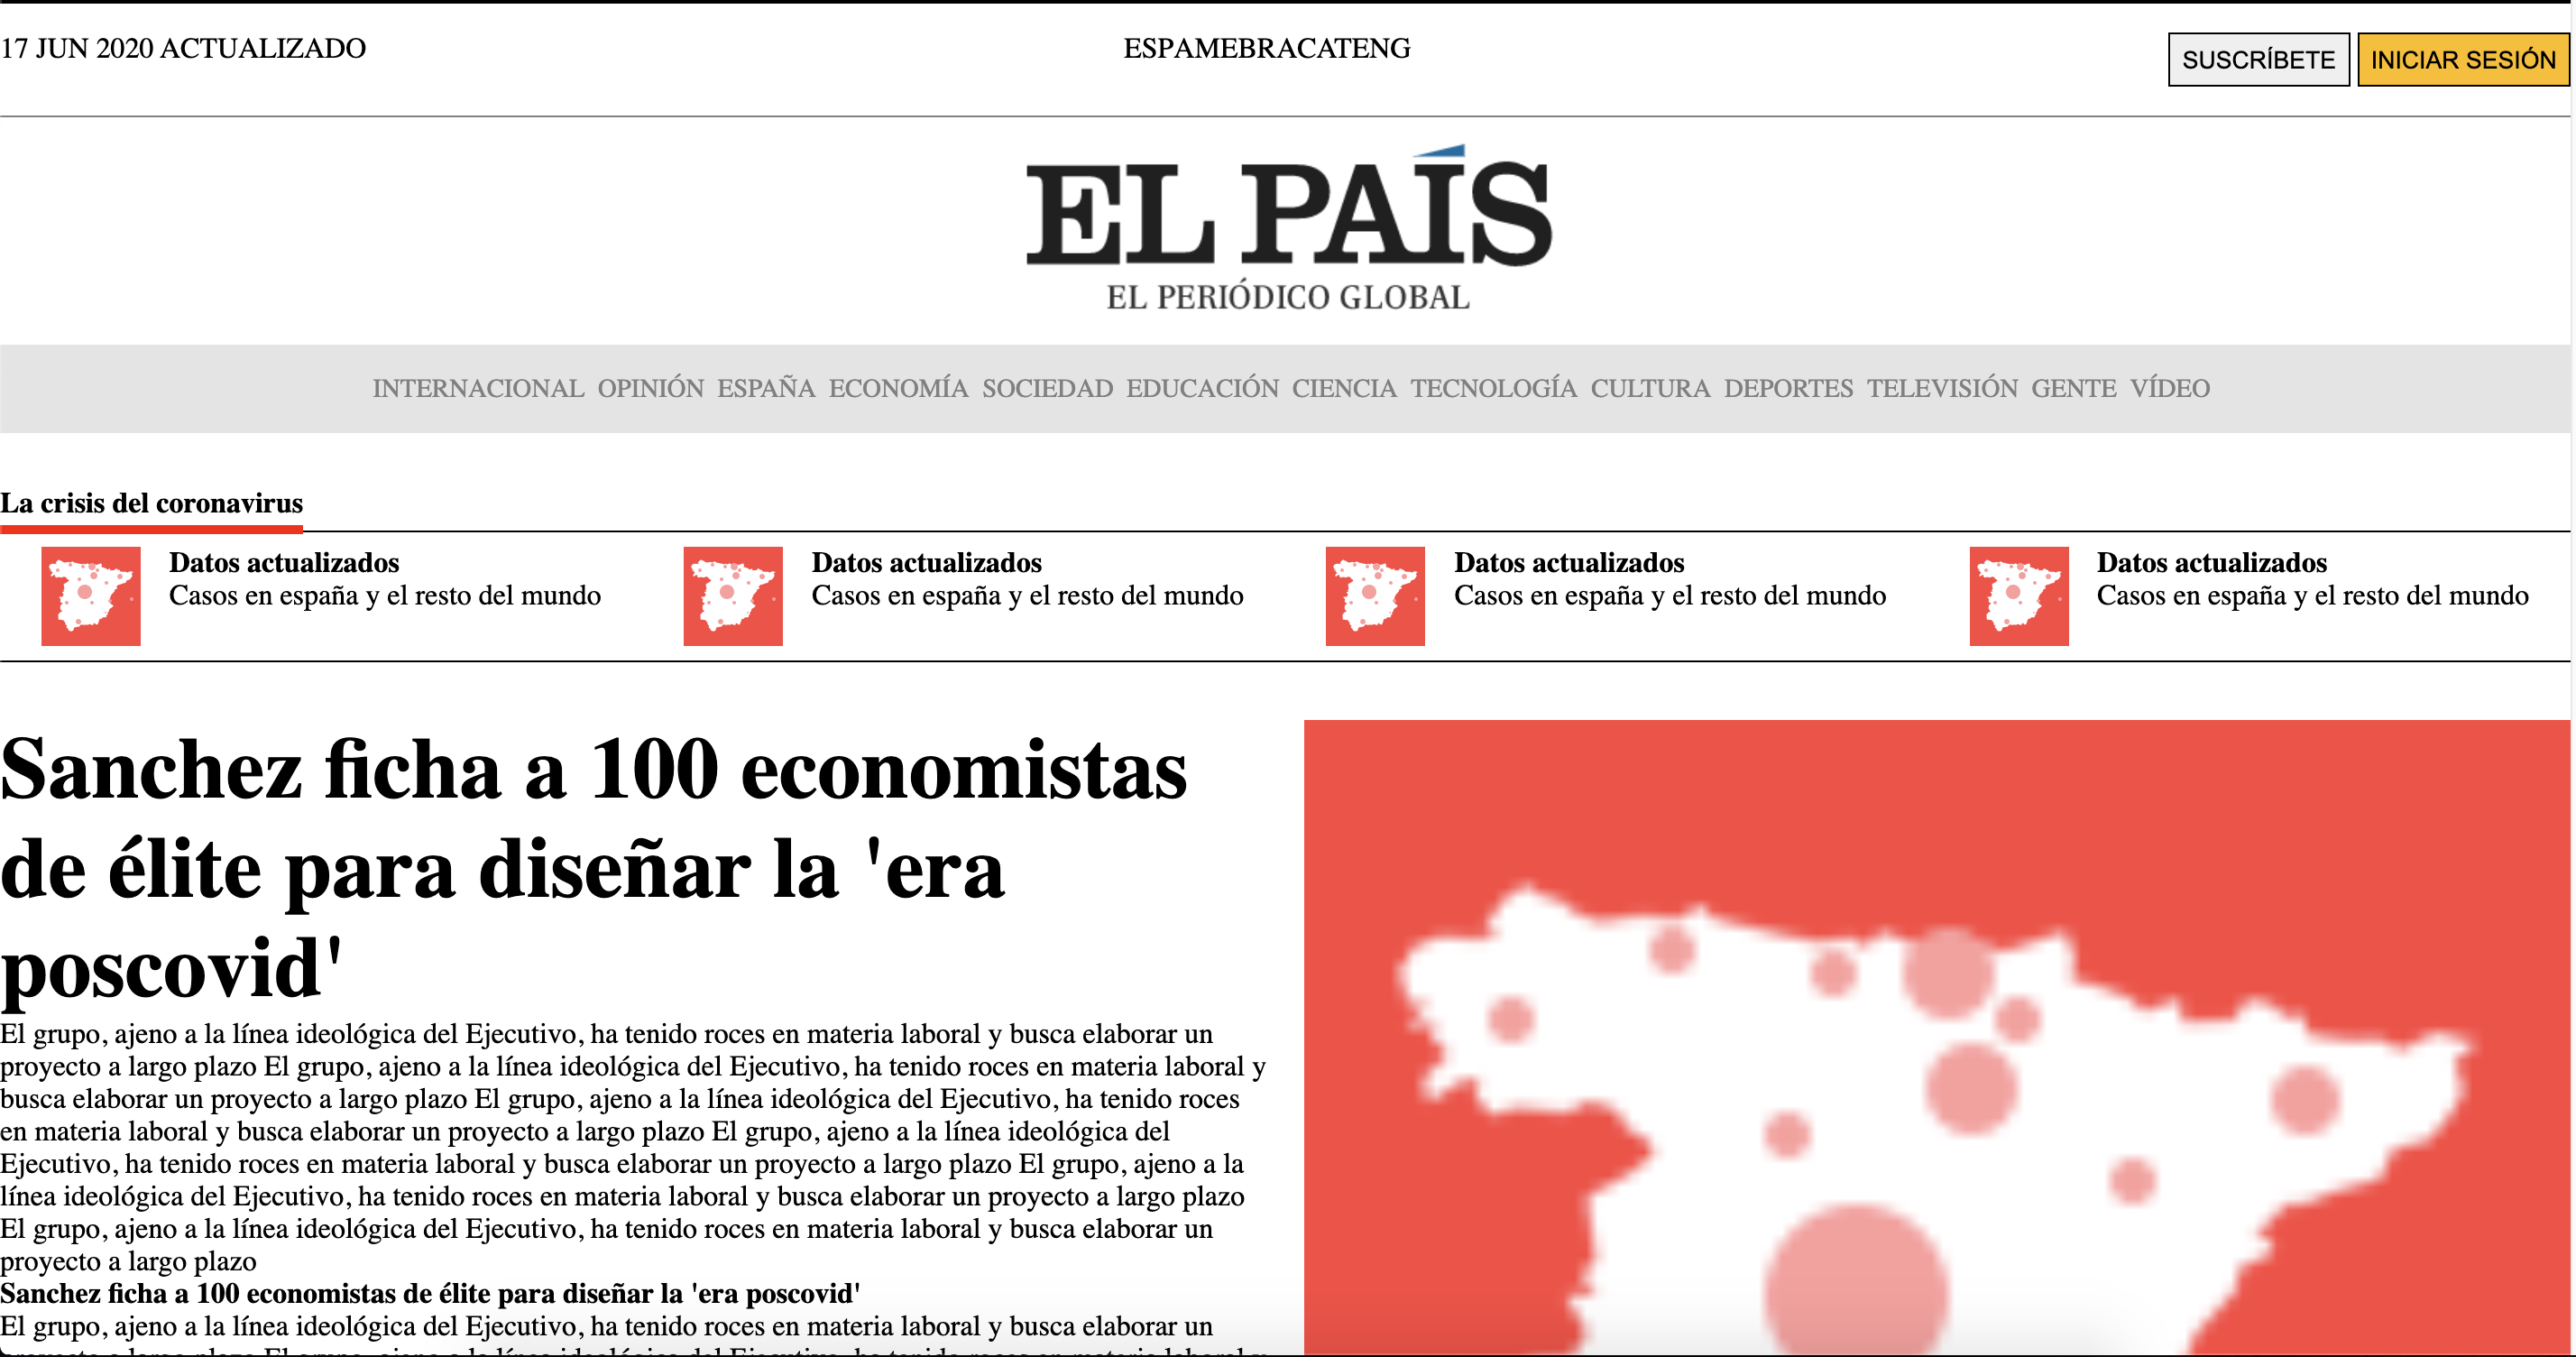 17 JUN 2020 ACTUALIZADO
ESPAMEBRACATENG
SUSCRÍBETE
INICIAR SESIÓN
EL PAÍS
EL PERIÓDICO GLOBAL
INTERNACIONAL OPINIÓN ESPAÑA ECONOMÍA SOCIEDAD EDUCACIÓN CIENCIA TECNOLOGÍA CULTURA DEPORTES TELEVISIÓN GENTE VÍDEO
La crisis del coronavirus
Datos actualizados
Casos en españa y el resto del mundo
Datos actualizados
Casos en españa y el resto del mundo
Datos actualizados
Casos en españa y el resto del mundo
Datos actualizados
Casos en españa y el resto del mundo
Sanchez ficha a 100 economistas
de élite para diseñar la 'era
poscovid'
El grupo, ajeno a la línea ideológica del Ejecutivo, ha tenido roces en materia laboral y busca elaborar un
proyecto a largo plazo El grupo, ajeno a la línea ideológica del Ejecutivo, ha tenido roces en materia laboral y
busca elaborar un proyecto a largo plazo El grupo, ajeno a la línea ideológica del Ejecutivo, ha tenido roces
en materia laboral y busca elaborar un proyecto a largo plazo El grupo, ajeno a la línea ideológica del
Ejecutivo, ha tenido roces en materia laboral y busca elaborar un proyecto a largo plazo El grupo, ajeno a la
línea ideológica del Ejecutivo, ha tenido roces en materia laboral y busca elaborar un proyecto a largo plazo
El grupo, ajeno a la línea ideológica del Ejecutivo, ha tenido roces en materia laboral y busca elaborar un
proyecto a largo plazo
Sanchez ficha a 100 economistas de élite para diseñar la 'era poscovid'
El grupo, ajeno a la línea ideológica del Ejecutivo, ha tenido roces en materia laboral y busca elaborar un